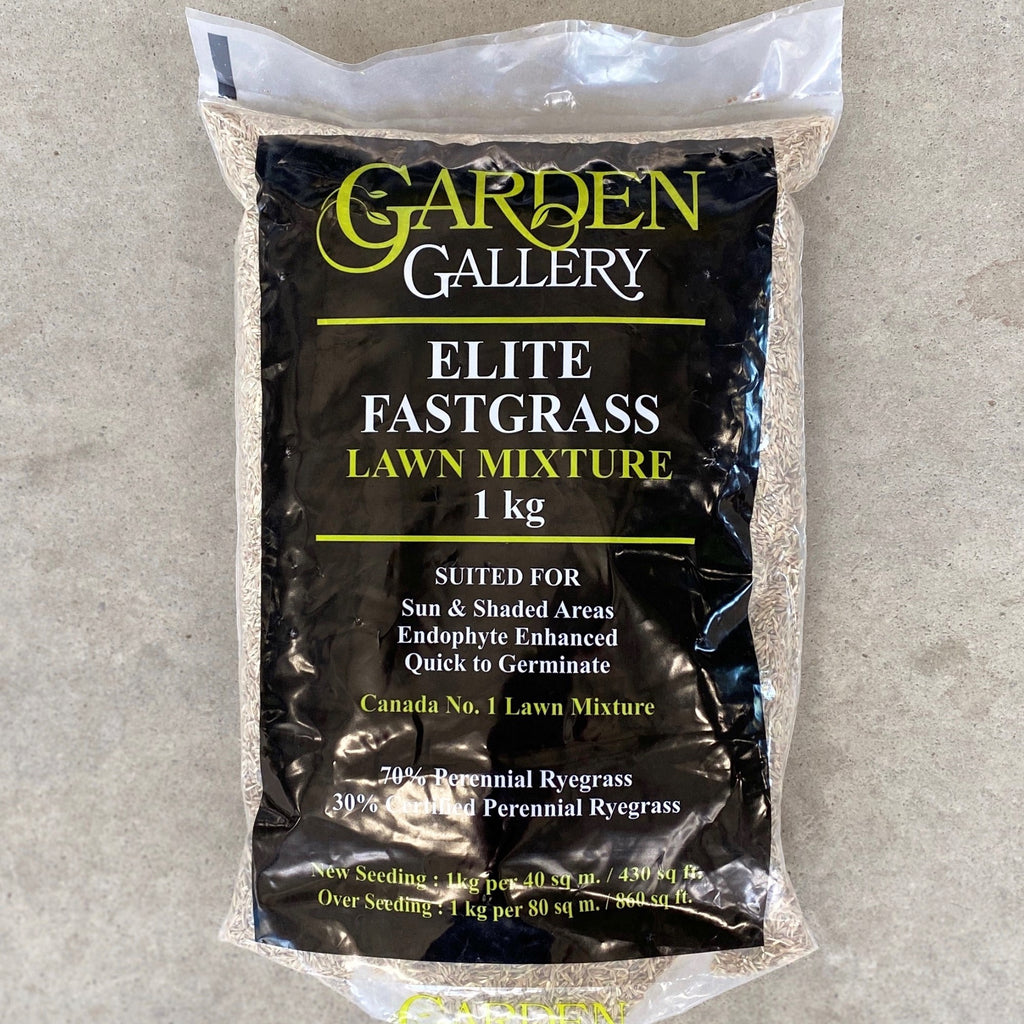 GARDEN
GALLERY
ELITE
FASTGRASS
LAWN MIXTURE
1 kg
SUITED FOR
Sun & Shaded Areas
Endophyte Enhanced
Quick to Germinate
Canada No. 1 Lawn Mixture
70% Perennial Ryegrass
30% Certified Perennial Ryegrass
New Seeding : 1kg per 40 sq m. / 430 sq ft.
Over Seeding : 1 kg per 80 sq m. / 860 sq ft.
GARDEN